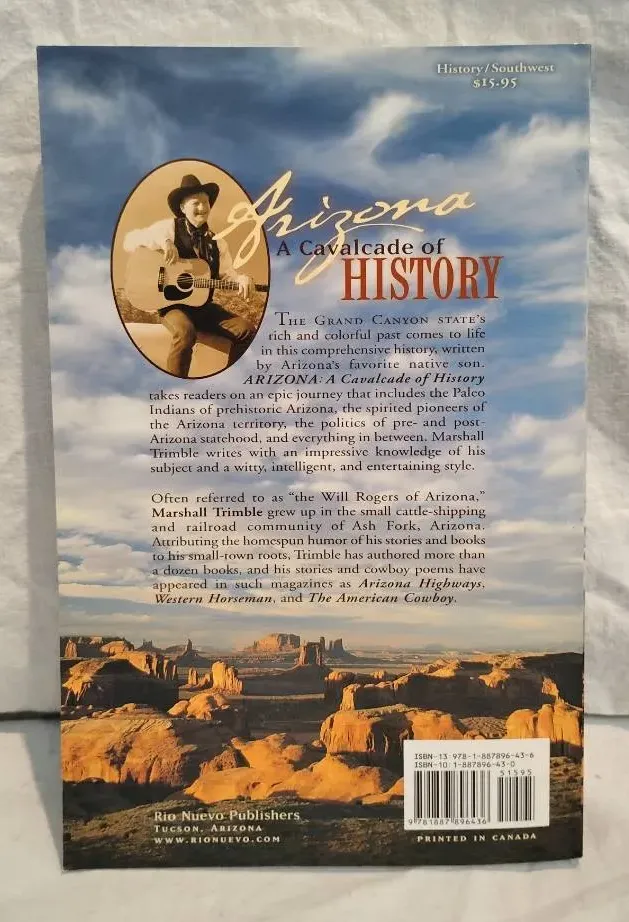 History/Southwest
$15.95
Arizona
A Cavalcade of
HISTORY
THE GRAND CANYON STATE'S
rich and colorful past comes to life
in this comprehensive history, written
by Arizona's favorite native son.
ARIZONA: A Cavalcade of History
takes readers on an epic journey that includes the Paleo
Indians of prehistoric Arizona, the spirited pioneers of
the Arizona territory, the politics of pre- and post-
Arizona statehood, and everything in between. Marshall
Trimble writes with an impressive knowledge of his
subject and a witty, intelligent, and entertaining style.
Often referred to as "the Will Rogers of Arizona,"
Marshall Trimble grew up in the small cattle-shipping
and railroad community of Ash Fork, Arizona.
Attributing the homespun humor of his stories and books
to his small-town roots, Trimble has authored more than
a dozen books, and his stories and cowboy poems have
appeared in such magazines as Arizona Highways,
Western Horseman, and The American Cowboy.
ISBN-13 978-1-887896-43-6
ISBN-10: 1-887896-43-0
51595
9 781887 896436
PRINTED IN CANADA
RIO NUEVO PUBLISHERS
TUCSON, ARIZONA
WWW.RIONUEVO.COM